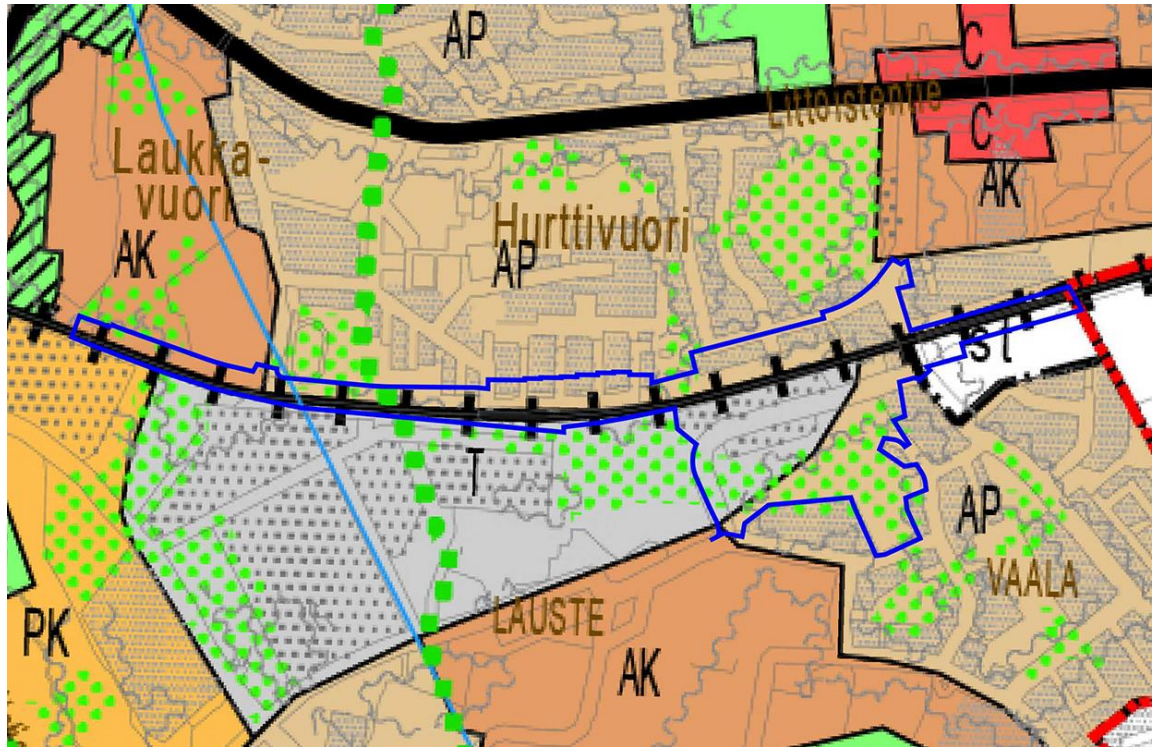 AP
C
Littoistentie
C
Laukka-
vuori
AK
Hurttivuori
AK
AP
st
T
AP
VAALA
LAUSTE
PK
AK